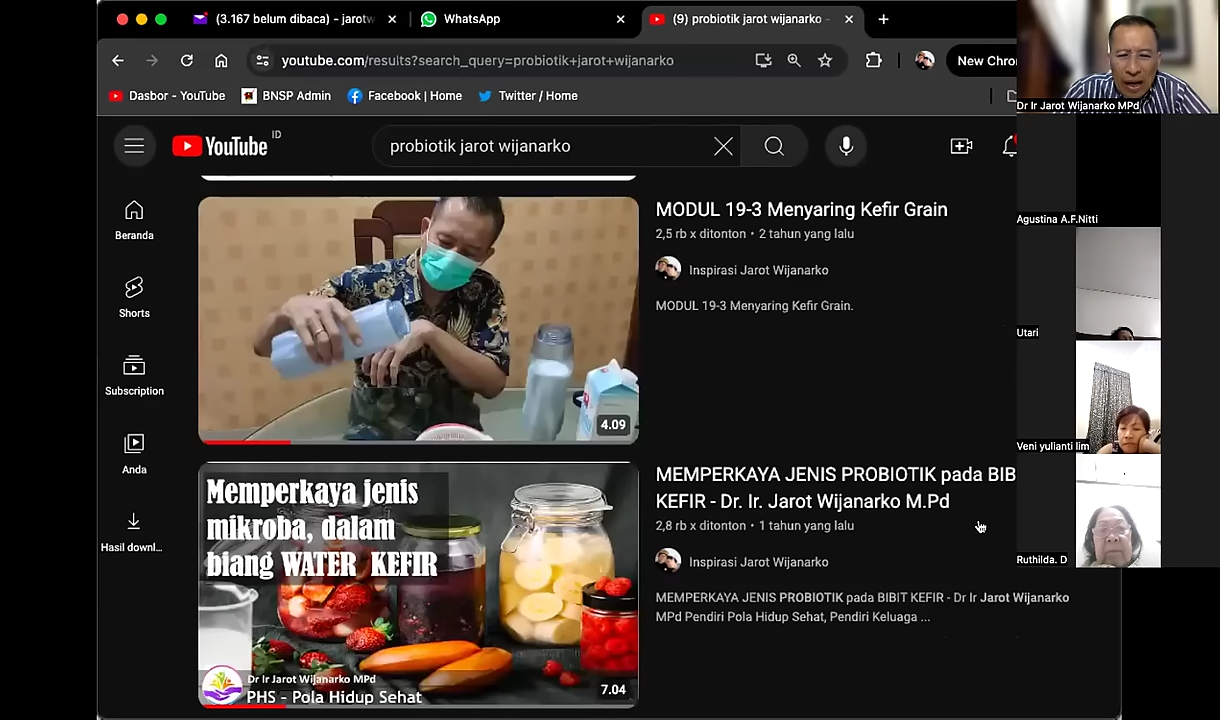 (3.167 belum dibaca) - jarotw
WhatsApp
(9) probiotik jarot wijanarko -
youtube.com/results?search_query=probiotik+jarot+wijanarko
New Chror
Dasbor - YouTube
BNSP Admin
Facebook | Home
Twitter / Home
Dr Ir Jarot Wijanarko MPd
YouTube ID
probiotik jarot wijanarko
Beranda
Shorts
Subscription
Anda
Hasil downl...
MODUL 19-3 Menyaring Kefir Grain
2,5 rb x ditonton • 2 tahun yang lalu
Inspirasi Jarot Wijanarko
MODUL 19-3 Menyaring Kefir Grain.
4.09
Memperkaya jenis
mikroba, dalam
biang WATER KEFIR
Dr Ir Jarot Wijanarko MPd
PHS - Pola Hidup Sehat
7.04
MEMPERKAYA JENIS PROBIOTIK pada BIB
KEFIR - Dr. Ir. Jarot Wijanarko M.Pd
2,8 rb x ditonton • 1 tahun yang lalu
Inspirasi Jarot Wijanarko
MEMPERKAYA JENIS PROBIOTIK pada BIBIT KEFIR - Dr Ir Jarot Wijanarko
MPd Pendiri Pola Hidup Sehat, Pendiri Keluaga ...
Agustina A.F.Nitti
Utari
Veni yulianti lim
Ruthilda. D